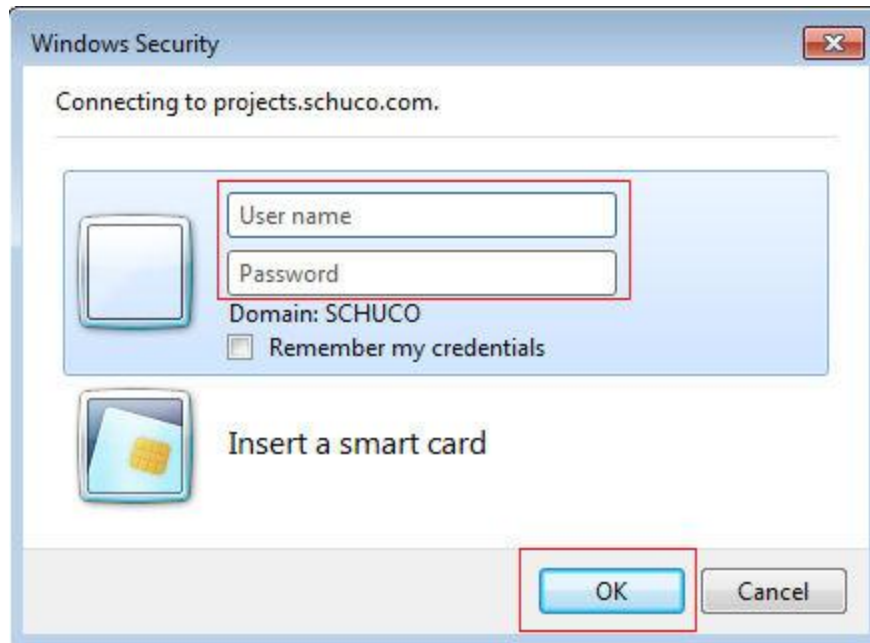 Windows Security
Connecting to projects.schuco.com.
User name
Password
Domain: SCHUCO
Remember my credentials
Insert a smart card
OK Cancel